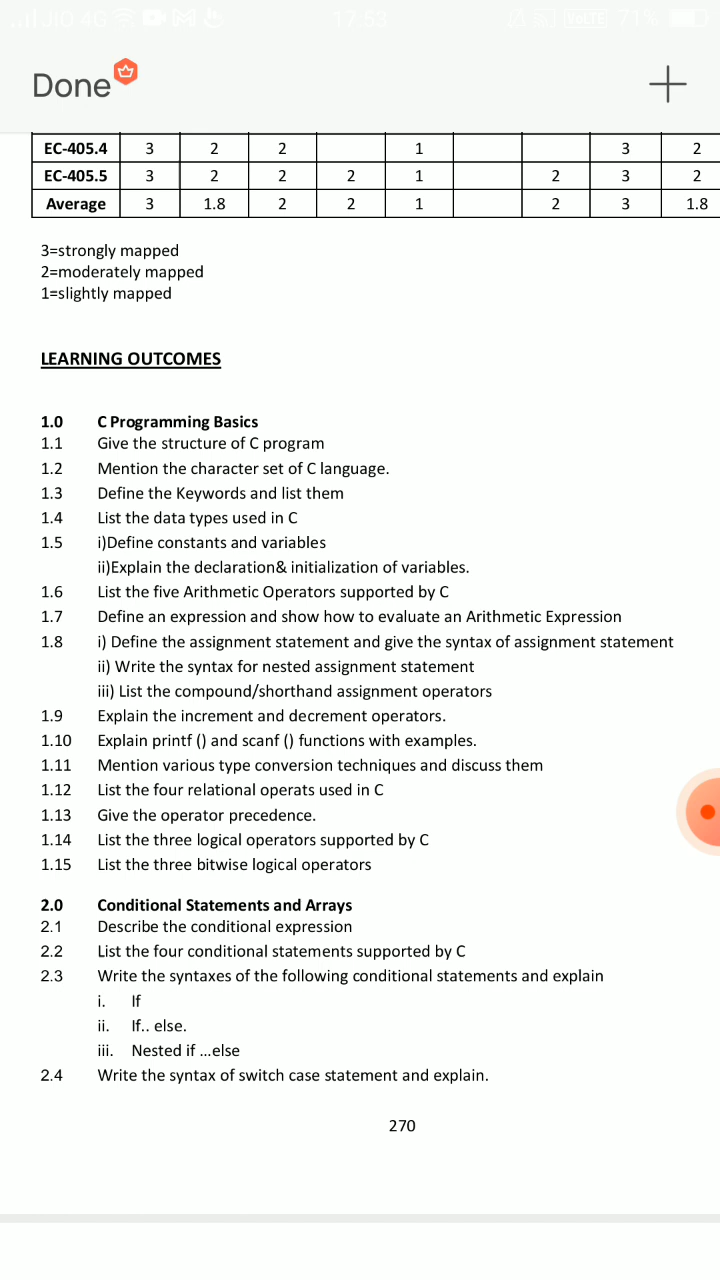 Jio 4G 17:53 VoLTE 71%
Done
EC-405.4 3 2 2 1 3 2
EC-405.5 3 2 2 2 1 2 3 2
Average 3 1.8 2 2 1 2 3 1.8
3=strongly mapped
2=moderately mapped
1=slightly mapped
LEARNING OUTCOMES
1.0 C Programming Basics
1.1 Give the structure of C program
1.2 Mention the character set of C language.
1.3 Define the Keywords and list them
1.4 List the data types used in C
1.5 i)Define constants and variables
ii)Explain the declaration& initialization of variables.
1.6 List the five Arithmetic Operators supported by C
1.7 Define an expression and show how to evaluate an Arithmetic Expression
1.8 i) Define the assignment statement and give the syntax of assignment statement
ii) Write the syntax for nested assignment statement
iii) List the compound/shorthand assignment operators
1.9 Explain the increment and decrement operators.
1.10 Explain printf () and scanf () functions with examples.
1.11 Mention various type conversion techniques and discuss them
1.12 List the four relational operats used in C
1.13 Give the operator precedence.
1.14 List the three logical operators supported by C
1.15 List the three bitwise logical operators
2.0 Conditional Statements and Arrays
2.1 Describe the conditional expression
2.2 List the four conditional statements supported by C
2.3 Write the syntaxes of the following conditional statements and explain
i. If
ii. If.. else.
iii. Nested if ...else
2.4 Write the syntax of switch case statement and explain.
270